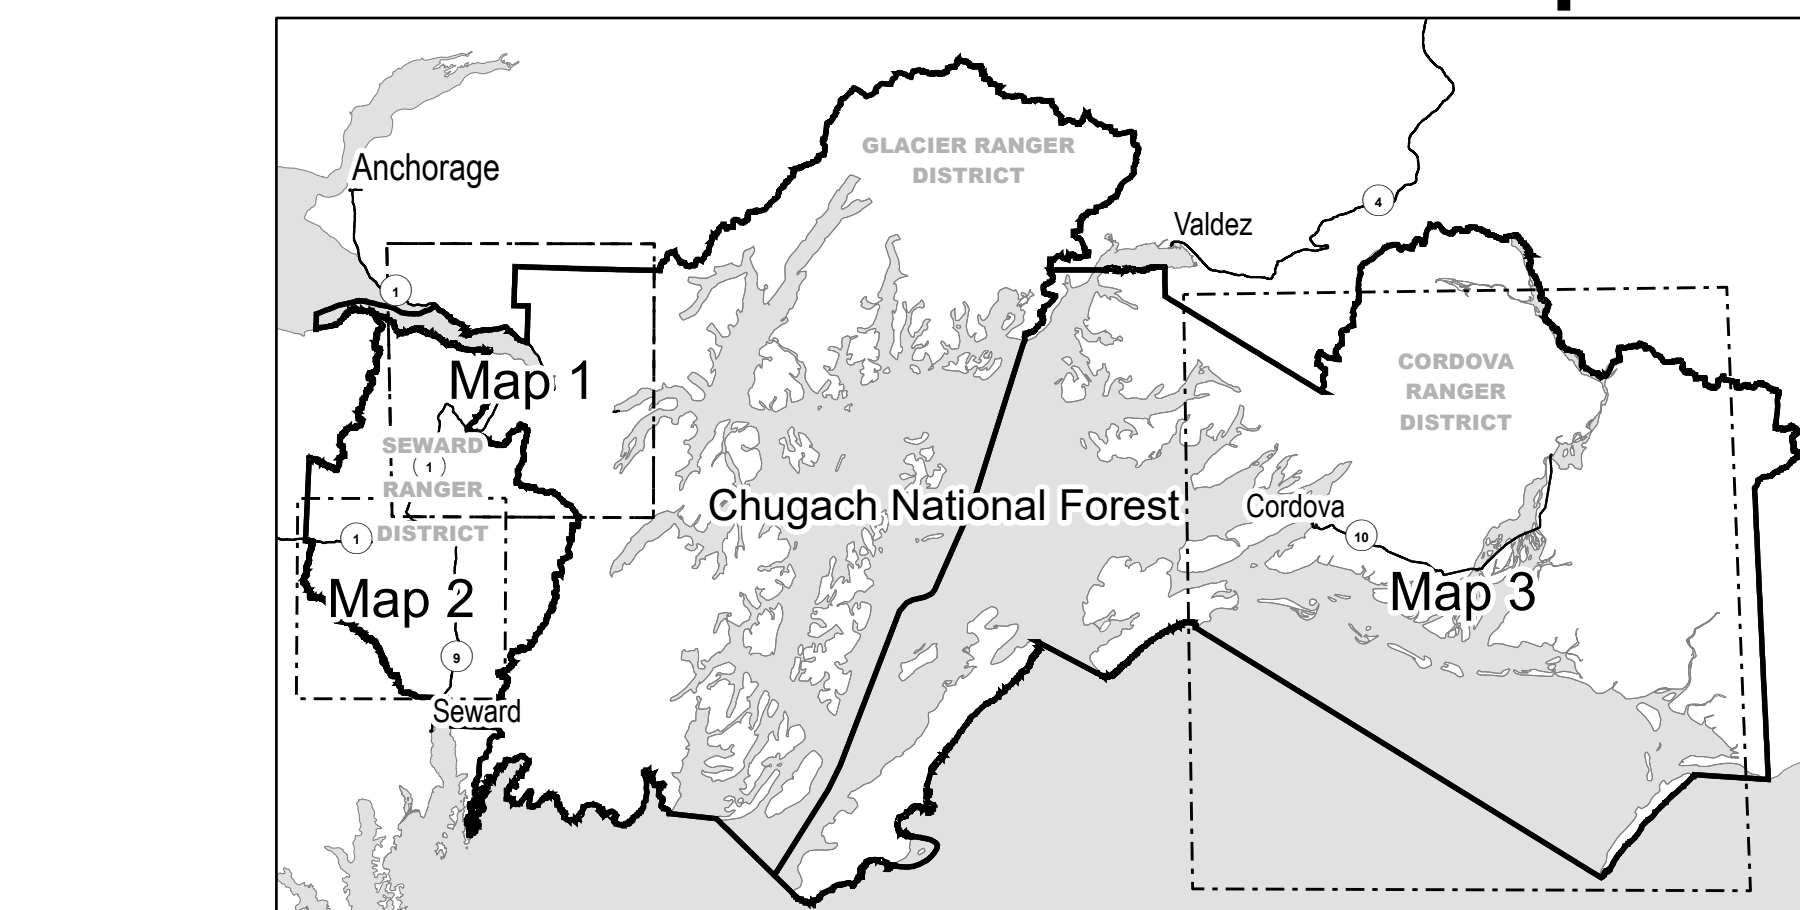 GLACIER RANGER
DISTRICT
Anchorage
4
Valdez
1
CORDOVA
RANGER
DISTRICT
Map 1
SEWARD
1
RANGER
Chugach National Forest
Cordova
DISTRICT
1
10
Map 2
Map 3
9
Seward